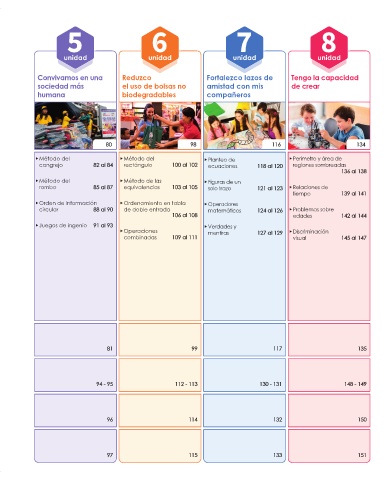 5
unidad
Convivamos en una
sociedad más
humana
80
Método del
cangrejo 82 al 84
Método del
rombo 85 al 87
Orden de información
circular 88 al 90
Juegos de ingenio 91 al 93
81
94 - 95
96
97
6
unidad
Reduzco
el uso de bolsas no
biodegradables
98
Método del
rectángulo 100 al 102
Método de las
equivalencias 103 al 105
Ordenamiento en tabla
de doble entrada
106 al 108
Operaciones
combinadas 109 al 111
99
112 - 113
114
115
7
unidad
Fortalezco lazos de
amistad con mis
compañeros
116
Planteo de
ecuaciones 118 al 120
Figuras de un
solo trazo 121 al 123
Operaciones
matemáticas 124 al 126
Verdades y
mentiras 127 al 129
117
130 - 131
132
133
8
unidad
Tengo la capacidad
de crear
134
Perímetro y área de
regiones sombreadas
136 al 138
Relaciones de
tiempo 139 al 141
Problemas sobre
edades 142 al 144
Discriminación
visual 145 al 147
135
148 - 149
150
151